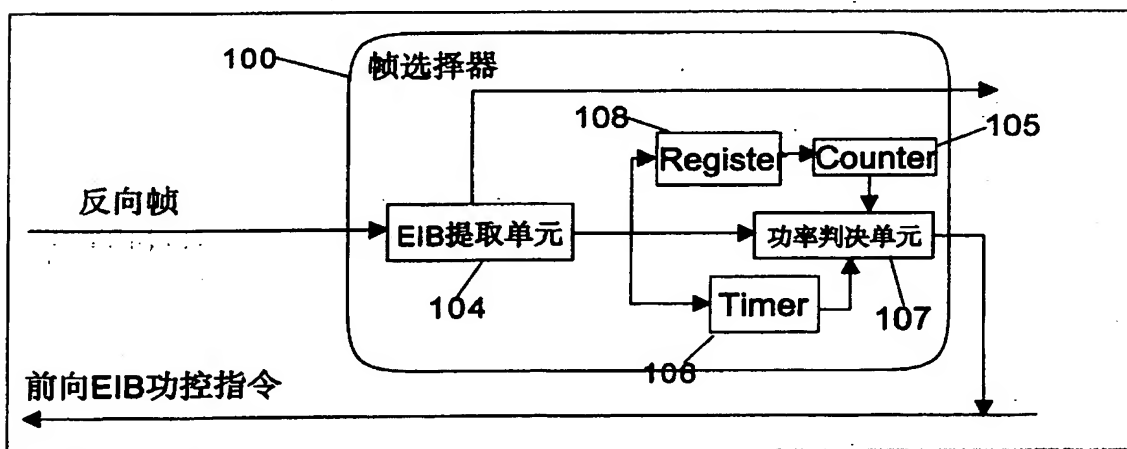 100
帧选择器
108
105
Register
Counter
反向帧
EIB提取单元
功率判决单元
104
Timer
107
106
前向EIB功控指令